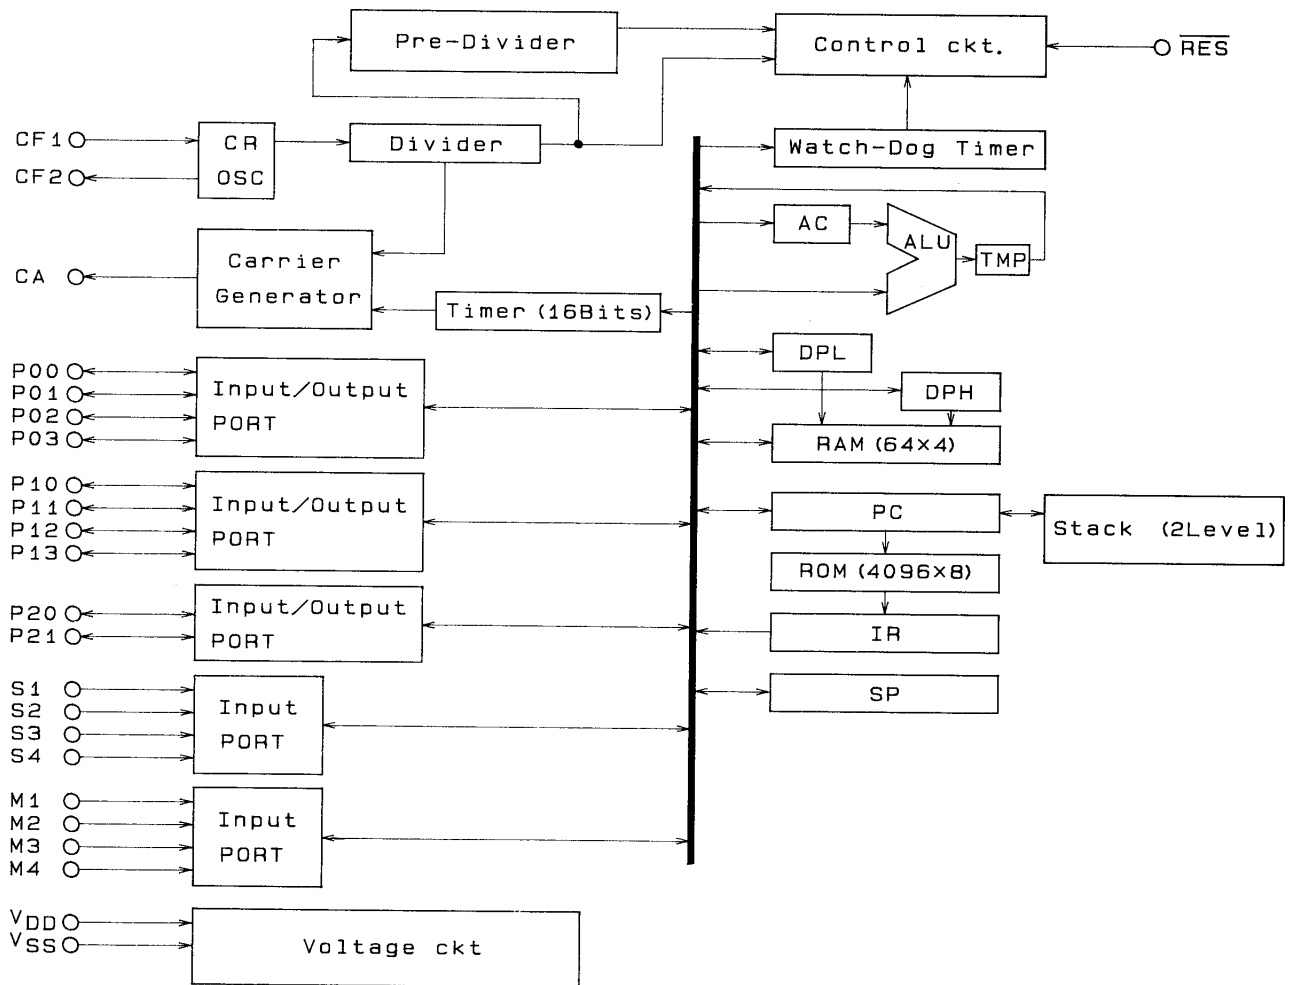 Pre-Divider
Control ckt.
RES
CF1
CR
OSC
Divider
Watch-Dog Timer
CF2
AC
ALU
TMP
CA
Carrier
Generator
Timer (16Bits)
DPL
DPH
P00
P01
P02
P03
Input/Output
PORT
RAM (64×4)
P10
P11
P12
P13
Input/Output
PORT
PC
Stack (2Level)
ROM (4096×8)
P20
P21
Input/Output
PORT
IR
S1
S2
S3
S4
Input
PORT
SP
M1
M2
M3
M4
Input
PORT
VDD
VSS
Voltage ckt